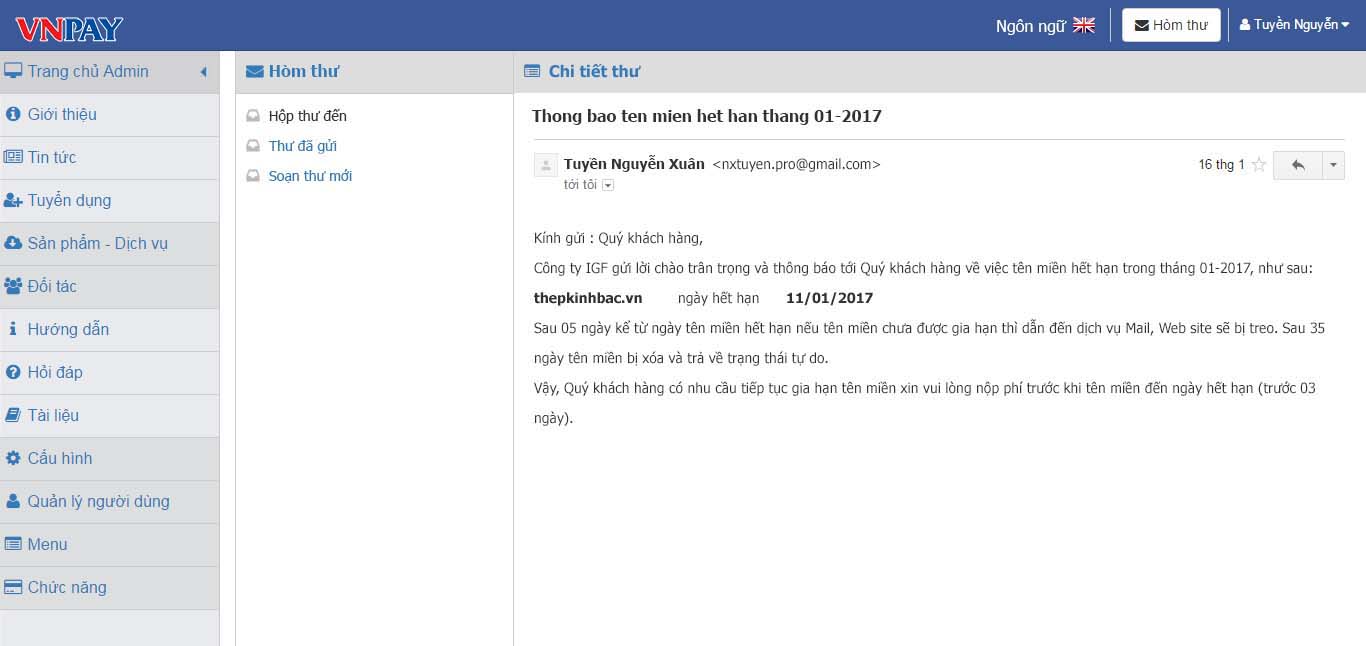 VNPAY
Ngôn ngữ
Hòm thư
Tuyền Nguyễn
Trang chủ Admin
Giới thiệu
Tin tức
Tuyển dụng
Sản phẩm - Dịch vụ
Đối tác
Hướng dẫn
Hỏi đáp
Tài liệu
Cấu hình
Quản lý người dùng
Menu
Chức năng
Hòm thư
Hộp thư đến
Thư đã gửi
Soạn thư mới
Chi tiết thư
Thong bao ten mien het han thang 01-2017
Tuyền Nguyễn Xuân <nxtuyen.pro@gmail.com>
16 thg 1
tới tôi
Kính gửi : Quý khách hàng,
Công ty IGF gửi lời chào trân trọng và thông báo tới Quý khách hàng về việc tên miền hết hạn trong tháng 01-2017, như sau:
thepkinhbac.vn ngày hết hạn 11/01/2017
Sau 05 ngày kể từ ngày tên miền hết hạn nếu tên miền chưa được gia hạn thì dẫn đến dịch vụ Mail, Web site sẽ bị treo. Sau 35
ngày tên miền bị xóa và trả về trạng thái tự do.
Vậy, Quý khách hàng có nhu cầu tiếp tục gia hạn tên miền xin vui lòng nộp phí trước khi tên miền đến ngày hết hạn (trước 03
ngày).